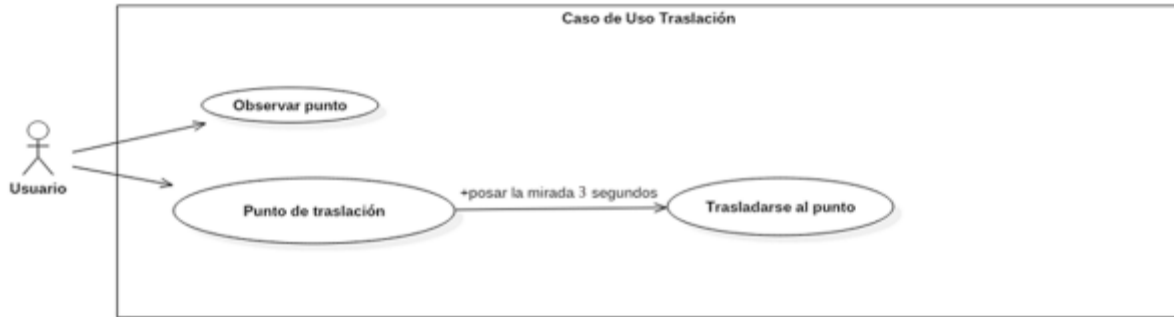 Caso de Uso Traslación
Observar punto
Usuario
+posar la mirada 3 segundos
Punto de traslación
Trasladarse al punto